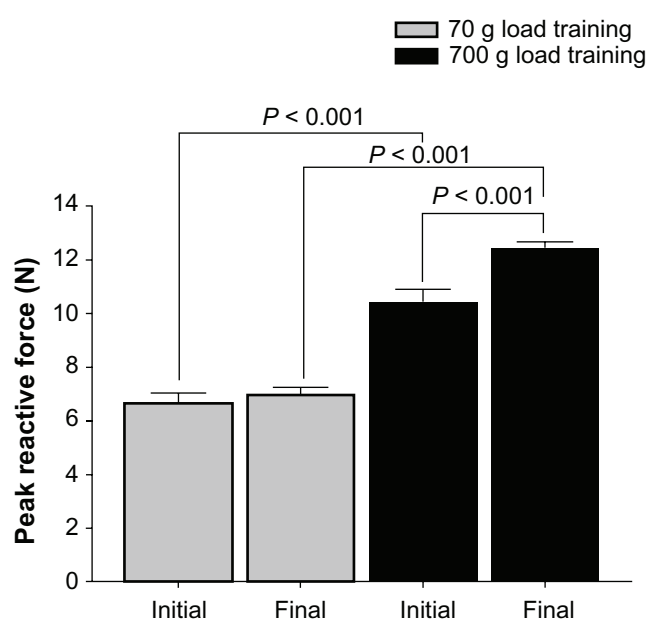 70 g load training
700 g load training
P < 0.001
P < 0.001
P < 0.001
Peak reactive force (N)
14
12
10
8
6
4
2
0
Initial Final Initial Final